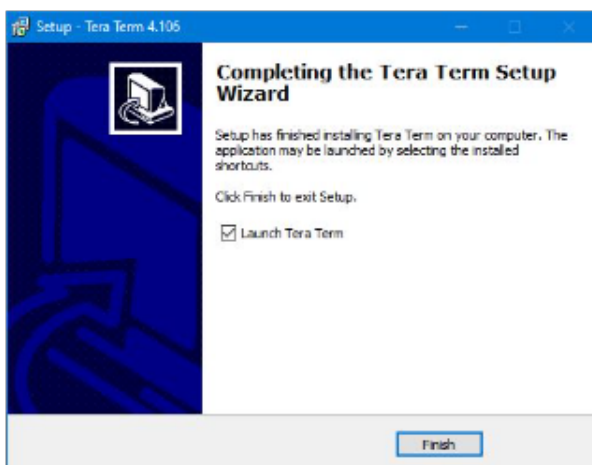 Setup - Tera Term 4.106
Completing the Tera Term Setup
Wizard
Setup has finished installing Tera Term on your computer. The
application may be launched by selecting the installed
shortcuts.
Click Finish to exit Setup.
Launch Tera Term
Finish